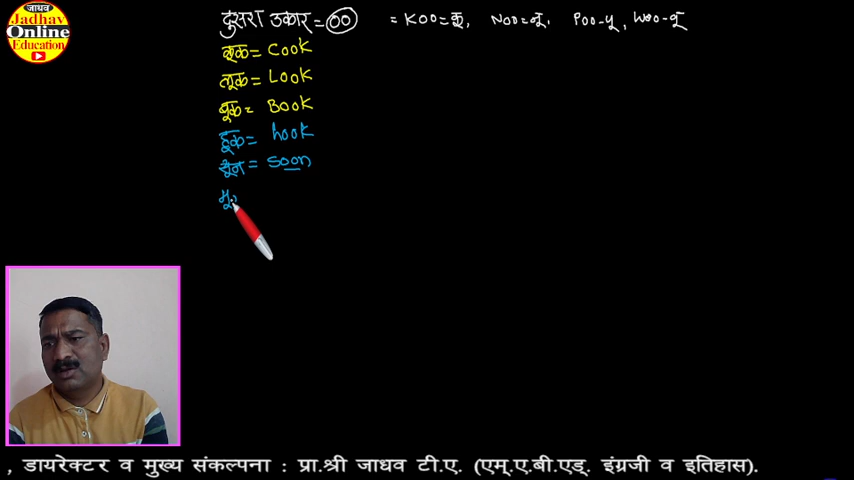 जाधव
Jadhav
Online
Education
दुसरा उकार = oo = Koo = कू, Noo = नू, Poo - पू, Woo - वू
कूक = Cook
लूक = Look
बूक = Book
हूक = hook
सून = soon
मू
, डायरेक्टर व मुख्य संकल्पना : प्रा.श्री जाधव टी.ए. (एम्.ए.बी.एड्. इंग्रजी व इतिहास).